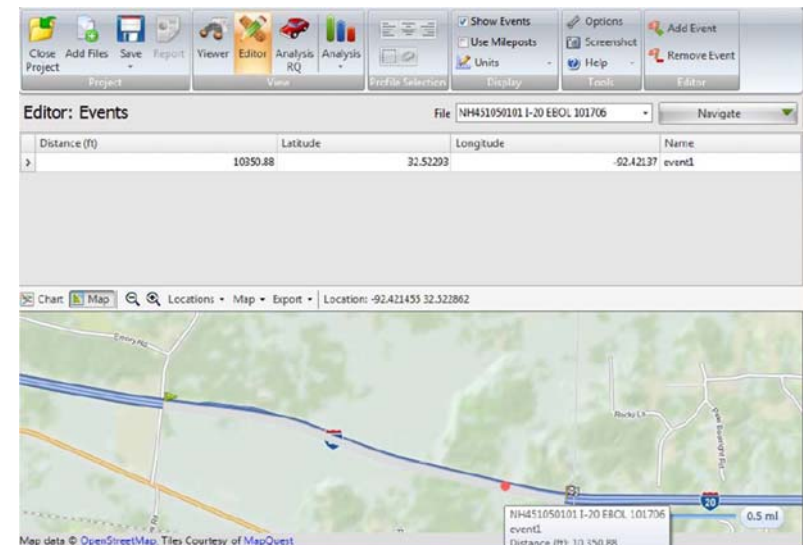 Close Project
Add Files
Save
Report
Viewer
Editor
Analysis RQ
Analysis
Show Events
Use Mileposts
Units
Options
Screenshot
Help
Add Event
Remove Event
Project
View
Profile Selection
Display
Tools
Editor
Editor: Events
File NH451050101 I-20 EBOL 101706
Navigate
Distance (ft) Latitude Longitude Name
10350.88 32.52293 -92.42137 event1
Chart Map Locations Map Export Location: -92.421455 32.522862
Emory Rd
Rocky Ln
20
NH451050101 I-20 EBOL 101706
event1
Distance (ft): 10,350.88
0.5 mi
Map data © OpenStreetMap, Tiles Courtesy of MapQuest